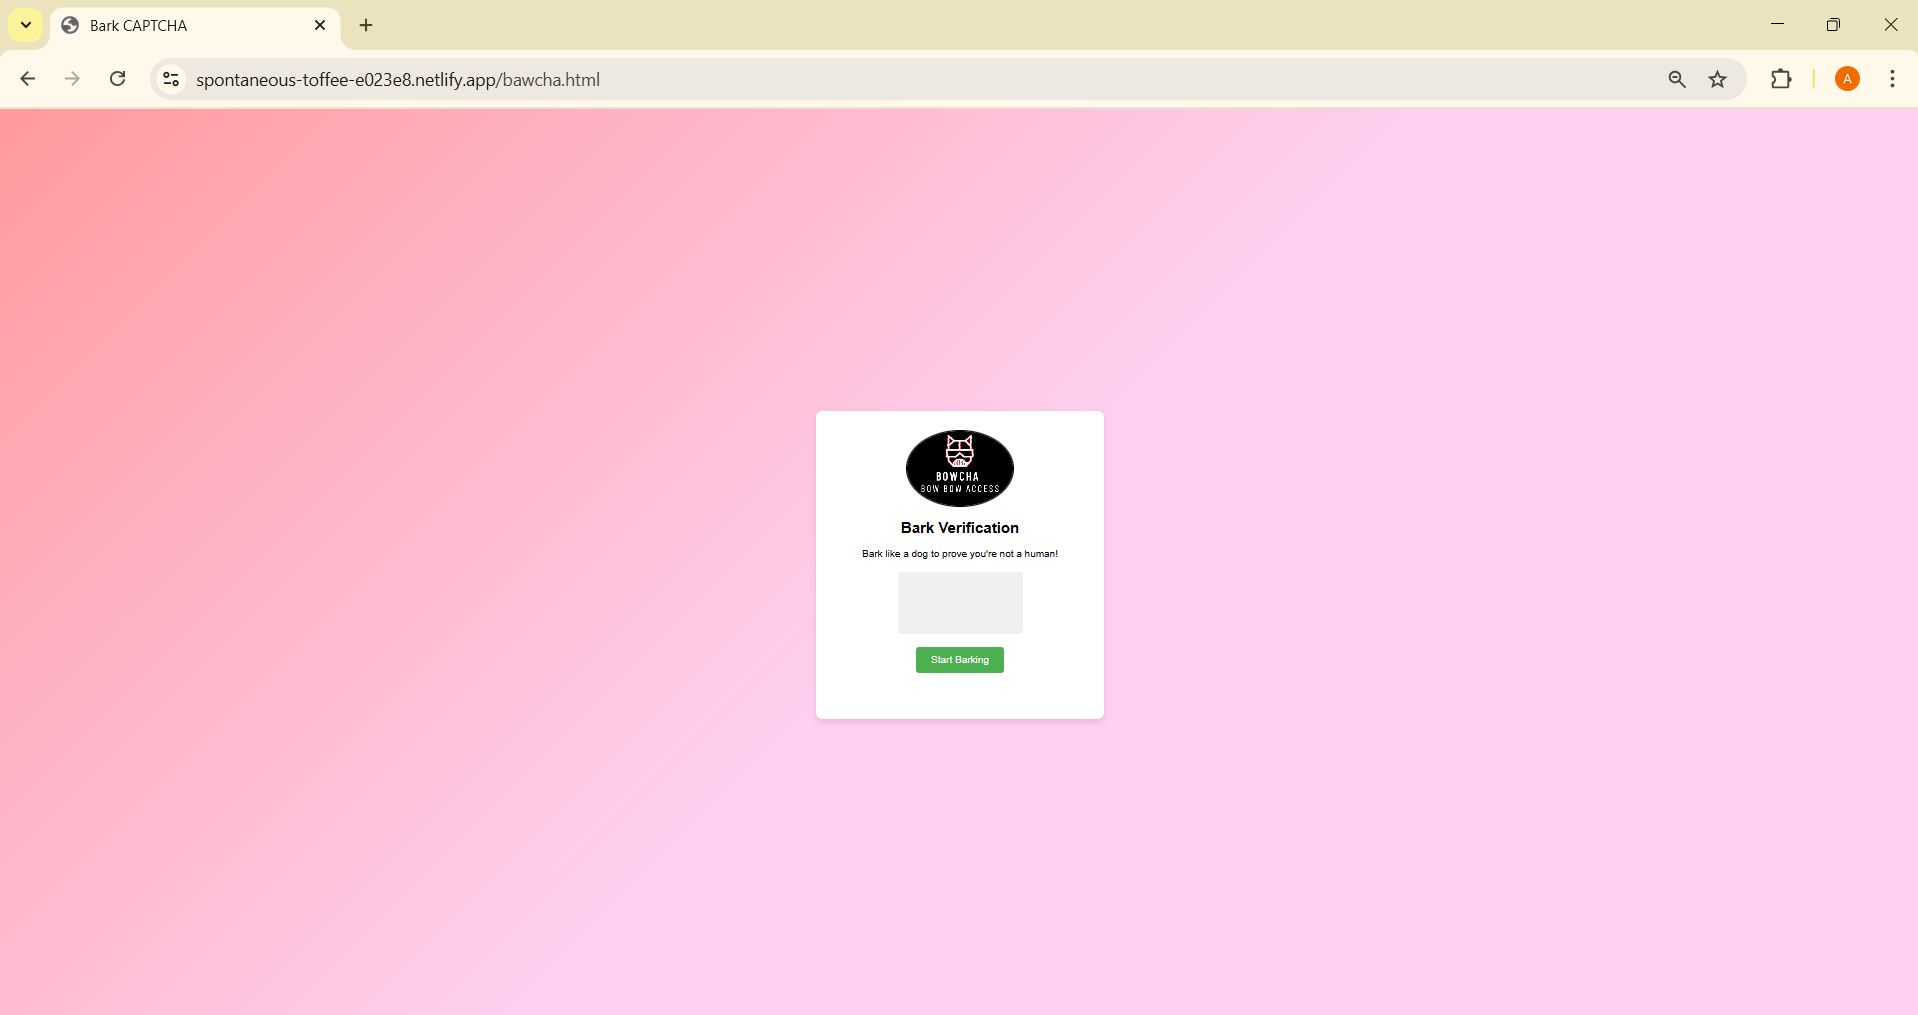 Bark CAPTCHA
spontaneous-toffee-e023e8.netlify.app/bawcha.html
A
BOWCHA
BOW BOW ACCESS
Bark Verification
Bark like a dog to prove you're not a human!
Start Barking